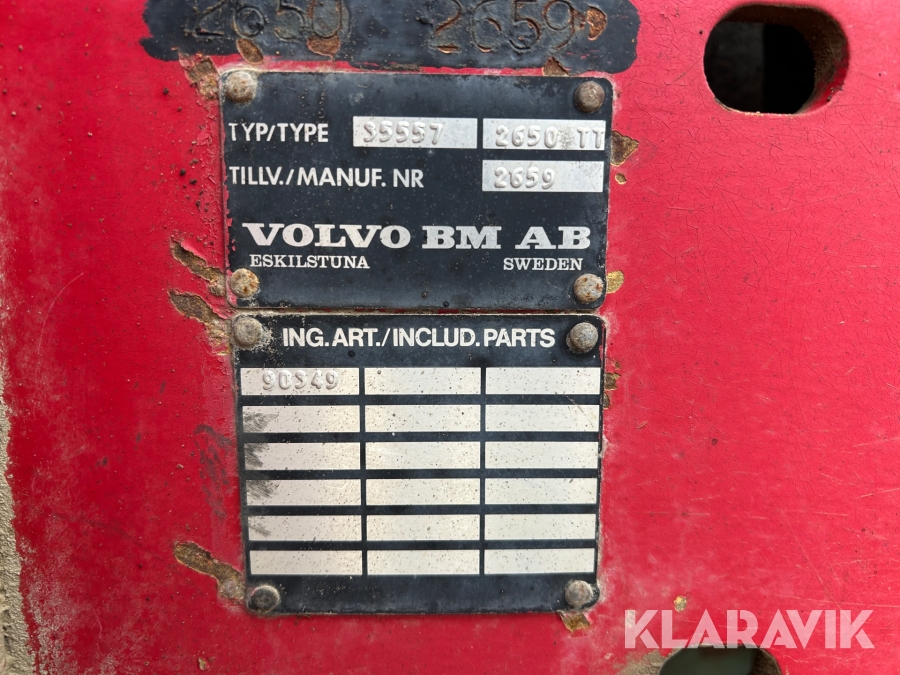 2650 2659
TYP/TYPE S5557 2650 TT
TILLV./MANUF. NR 2659
VOLVO BM AB
ESKILSTUNA SWEDEN
ING.ART./INCLUD.PARTS
90349
KLARAVIK